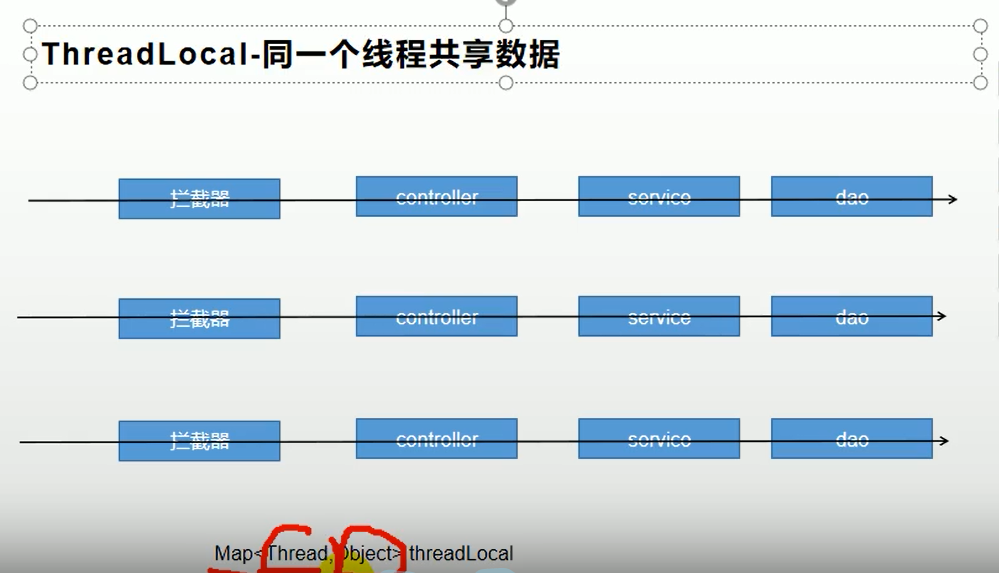 ThreadLocal-同一个线程共享数据
拦截器 controller service dao
拦截器 controller service dao
拦截器 controller service dao
Map<Thread,Object> threadLocal